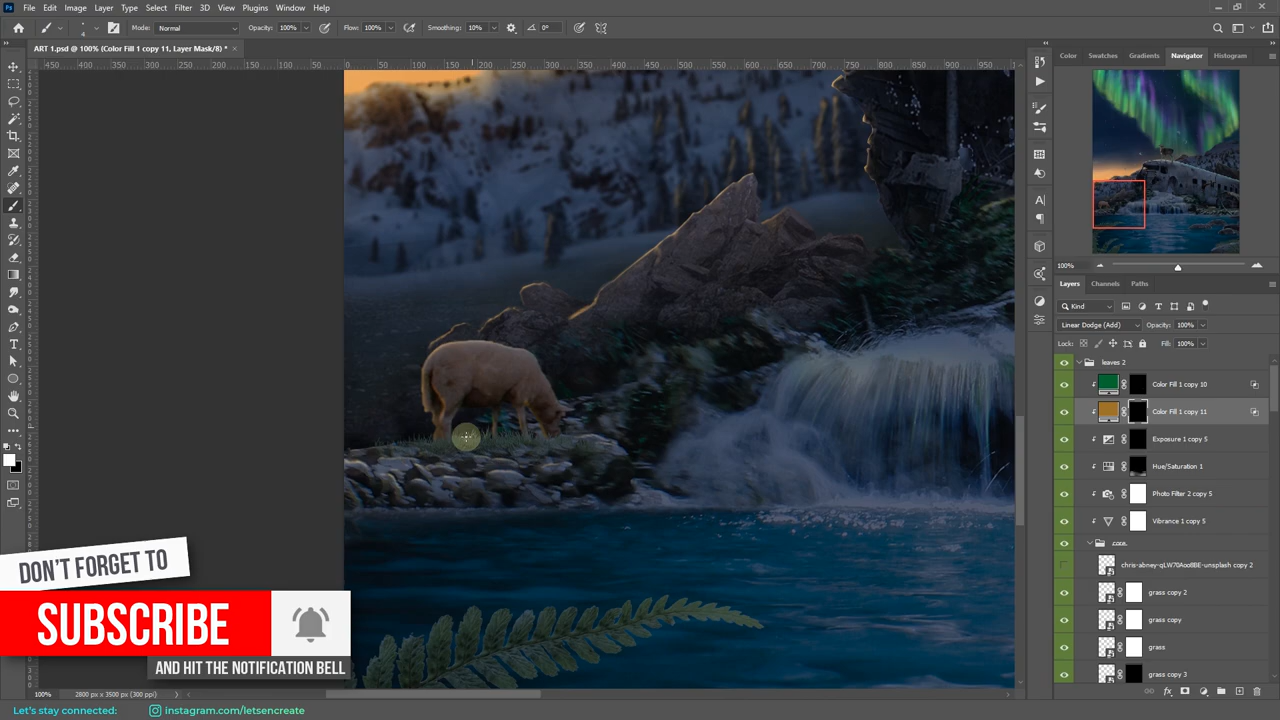 File Edit Image Layer Type Select Filter 3D View Plugins Window Help
Mode: Normal Opacity: 100% Flow: 100% Smoothing: 10% 0°
ART 1.psd @ 100% (Color Fill 1 copy 11, Layer Mask/8) *
Color Swatches Gradients Navigator Histogram
100%
Layers Channels Paths
Kind
Linear Dodge (Add) Opacity: 100%
Lock: Fill: 100%
leaves 2
Color Fill 1 copy 10
Color Fill 1 copy 11
Exposure 1 copy 5
Hue/Saturation 1
Photo Filter 2 copy 5
Vibrance 1 copy 5
chris-abney-qLW70Aoo8BE-unsplash copy 2
grass copy 2
grass copy
grass
grass copy 3
DON'T FORGET TO
SUBSCRIBE
AND HIT THE NOTIFICATION BELL
100% 2800 px x 3500 px (300 ppi)
Let's stay connected: instagram.com/letsencreate